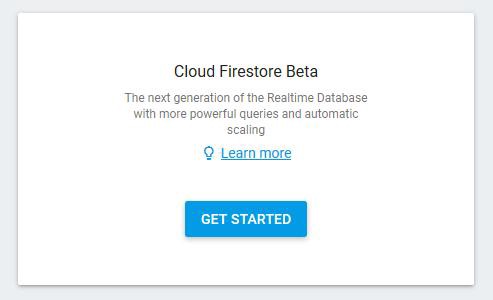 Cloud Firestore Beta
The next generation of the Realtime Database
with more powerful queries and automatic
scaling
Learn more
GET STARTED